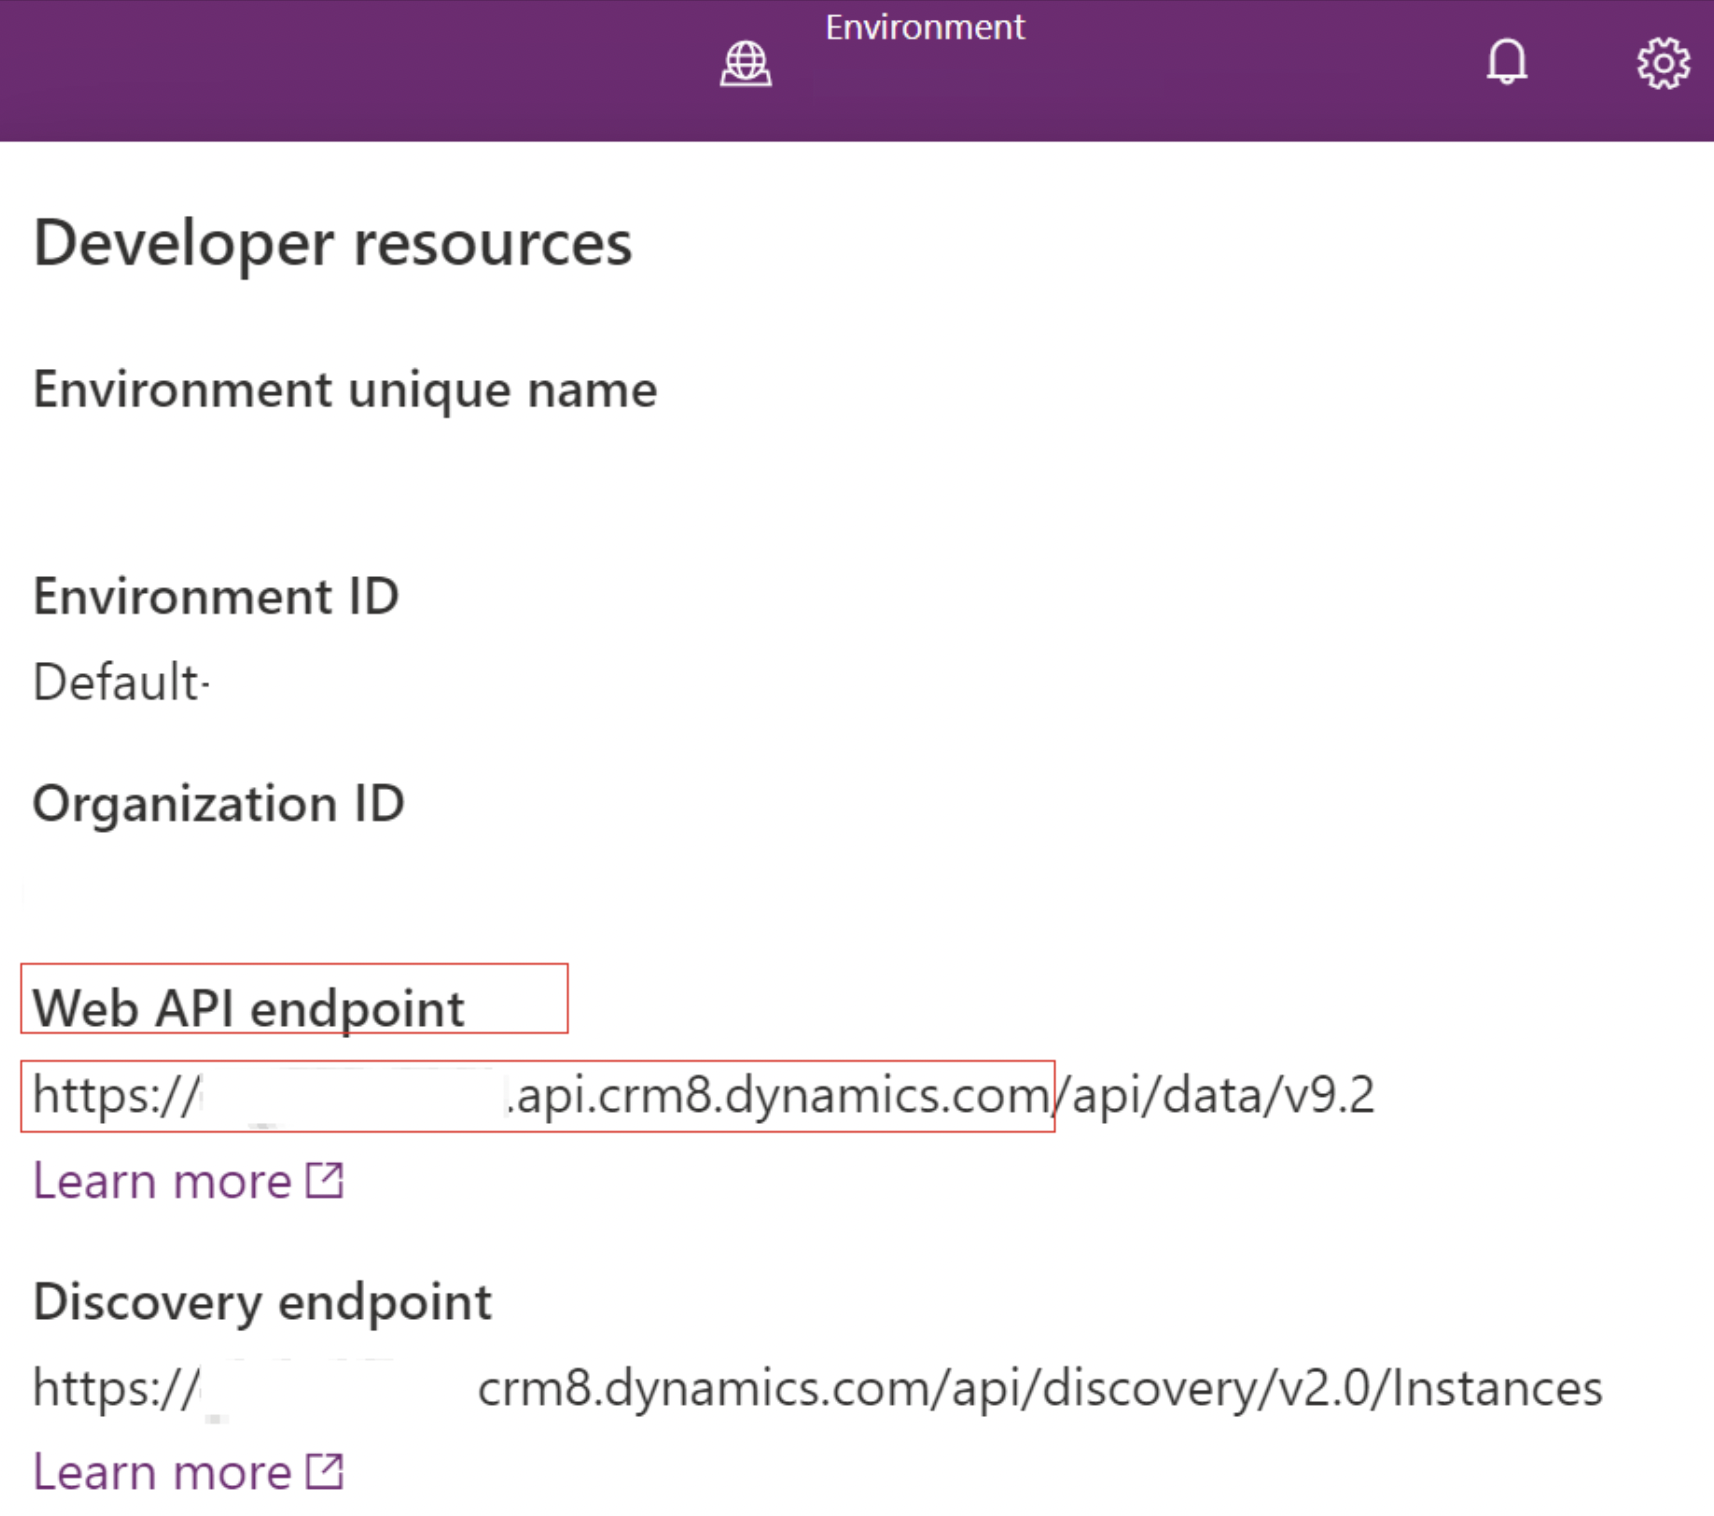 Environment
Developer resources
Environment unique name
Environment ID
Default-
Organization ID
Web API endpoint
https:// .api.crm8.dynamics.com/api/data/v9.2
Learn more
Discovery endpoint
https:// crm8.dynamics.com/api/discovery/v2.0/Instances
Learn more